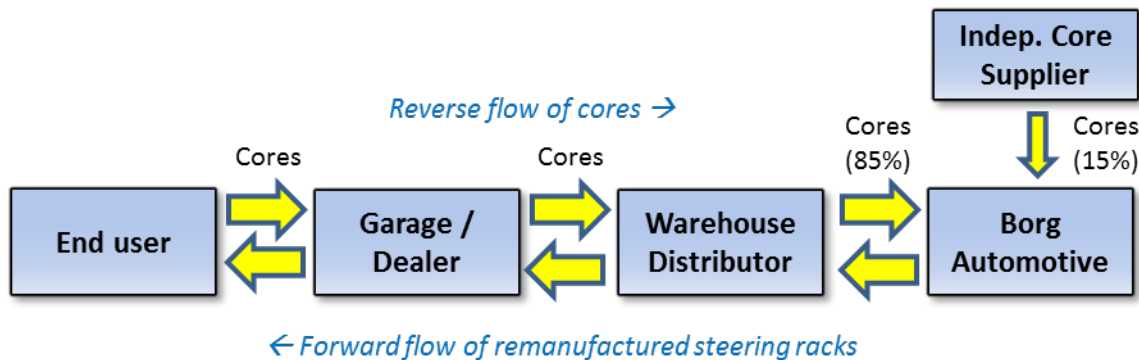 Indep. Core
Supplier
Reverse flow of cores →
Cores
(85%)
Cores
(15%)
Cores
Cores
End user
Garage /
Dealer
Warehouse
Distributor
Borg
Automotive
← Forward flow of remanufactured steering racks